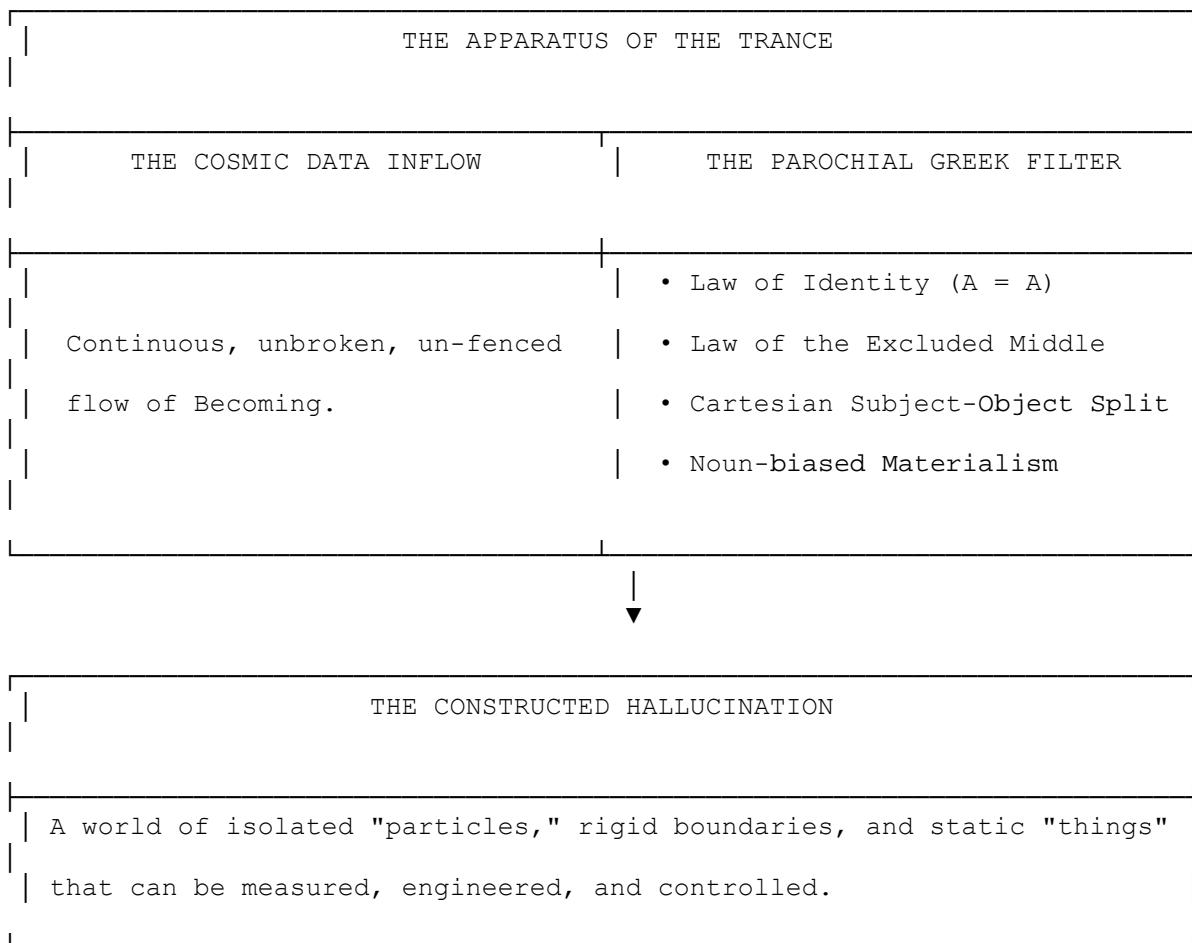 THE APPARATUS OF THE TRANCE
THE COSMIC DATA INFLOW THE PAROCHIAL GREEK FILTER
• Law of Identity (A = A)
Continuous, unbroken, un-fenced • Law of the Excluded Middle
flow of Becoming. • Cartesian Subject-Object Split
• Noun-biased Materialism
THE CONSTRUCTED HALLUCINATION
A world of isolated "particles," rigid boundaries, and static "things"
that can be measured, engineered, and controlled.